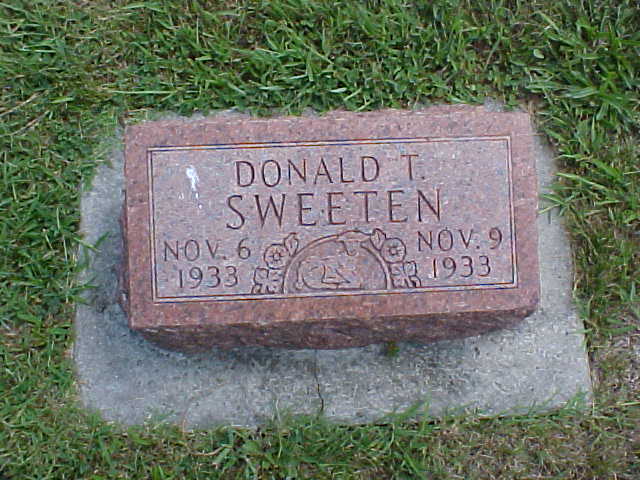 DONALD T.
SWEETEN
NOV. 6 NOV. 9
1933 1933